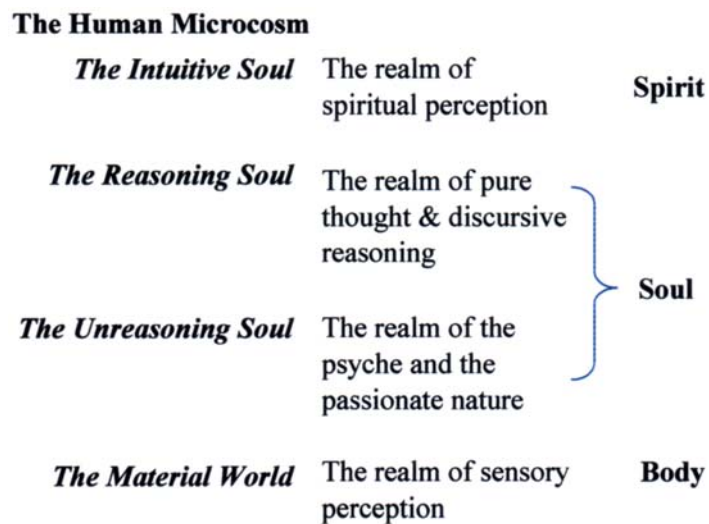 The Human Microcosm
The Intuitive Soul The realm of Spirit
spiritual perception
The Reasoning Soul The realm of pure
thought & discursive
reasoning
Soul
The Unreasoning Soul The realm of the
psyche and the
passionate nature
The Material World The realm of sensory Body
perception